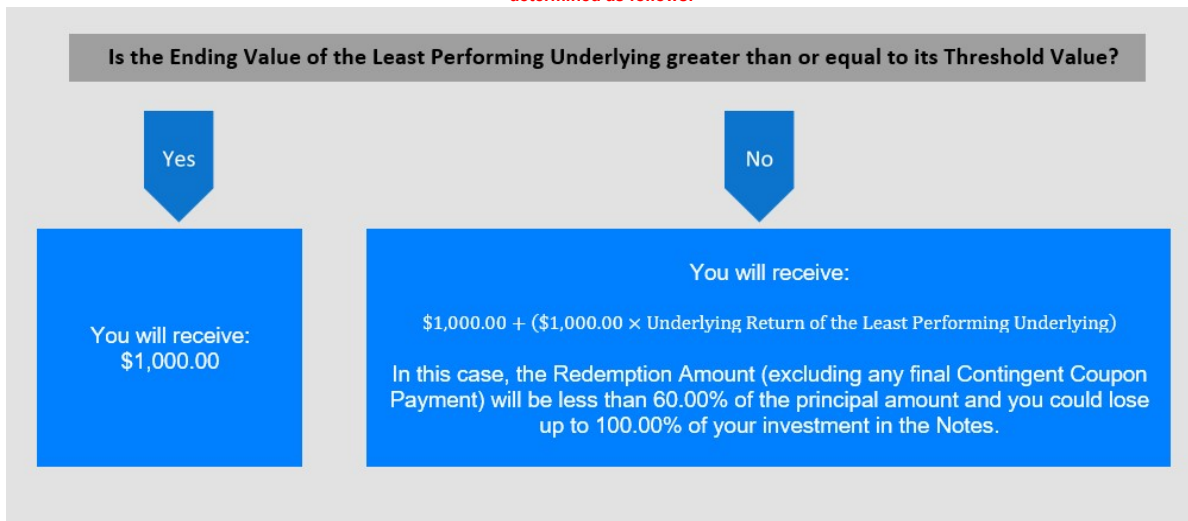 determined as follows:
Is the Ending Value of the Least Performing Underlying greater than or equal to its Threshold Value?
Yes
No
You will receive:
$1,000.00
You will receive:
$1,000.00 + ($1,000.00 × Underlying Return of the Least Performing Underlying)
In this case, the Redemption Amount (excluding any final Contingent Coupon
Payment) will be less than 60.00% of the principal amount and you could lose
up to 100.00% of your investment in the Notes.